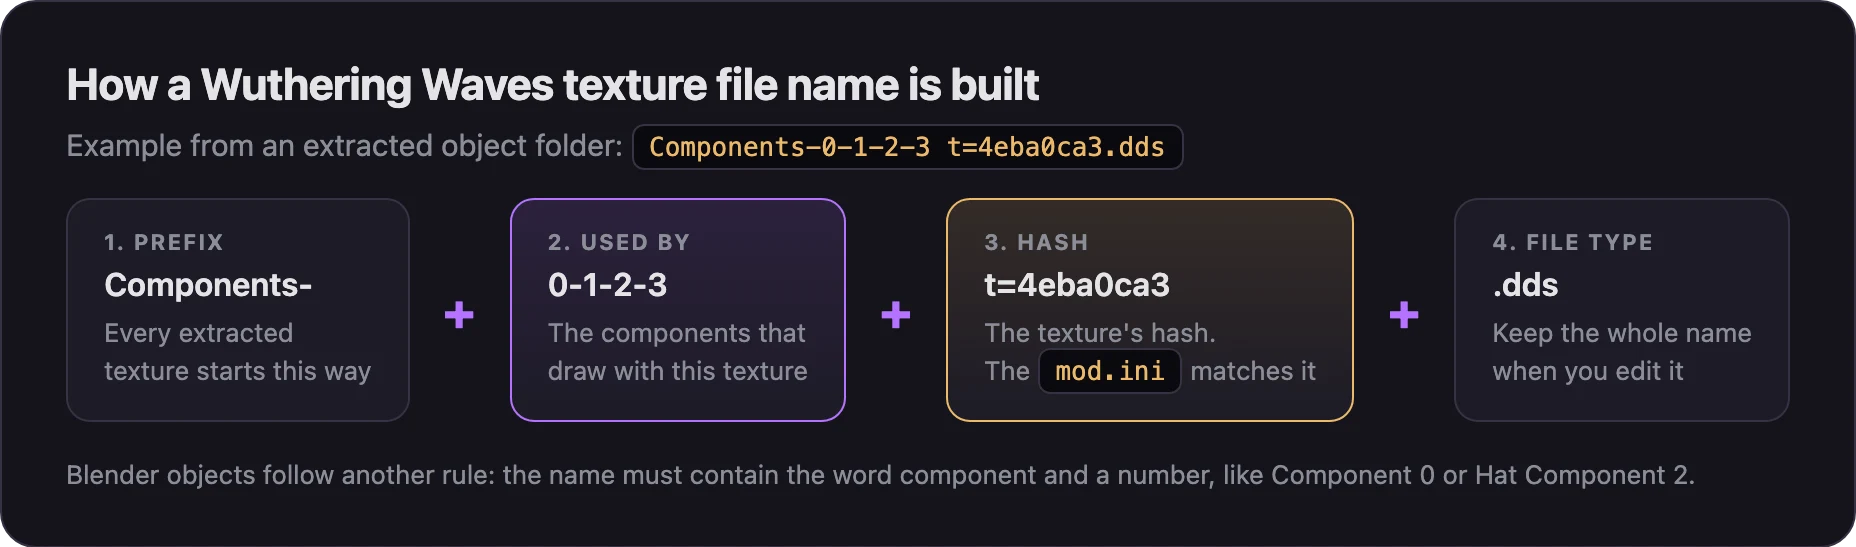 How a Wuthering Waves texture file name is built
Example from an extracted object folder: Components-0-1-2-3 t=4eba0ca3.dds
1. PREFIX
Components-
Every extracted
texture starts this way
+
2. USED BY
0-1-2-3
The components that
draw with this texture
+
3. HASH
t=4eba0ca3
The texture's hash.
The mod.ini matches it
+
4. FILE TYPE
.dds
Keep the whole name
when you edit it
Blender objects follow another rule: the name must contain the word component and a number, like Component 0 or Hat Component 2.